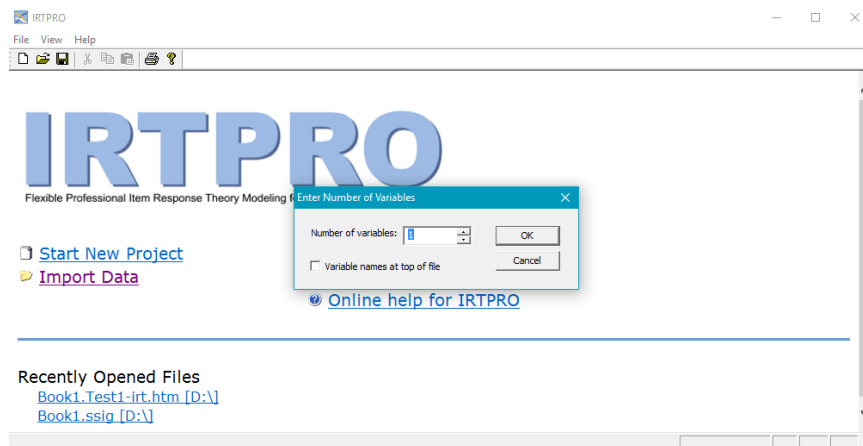 IRTPRO
File View Help
IRTPRO
Flexible Professional Item Response Theory Modeling
Enter Number of Variables
Number of variables: 1
OK
Variable names at top of file
Cancel
Start New Project
Import Data
Online help for IRTPRO
Recently Opened Files
Book1.Test1-irt.htm [D:\]
Book1.ssig [D:\]